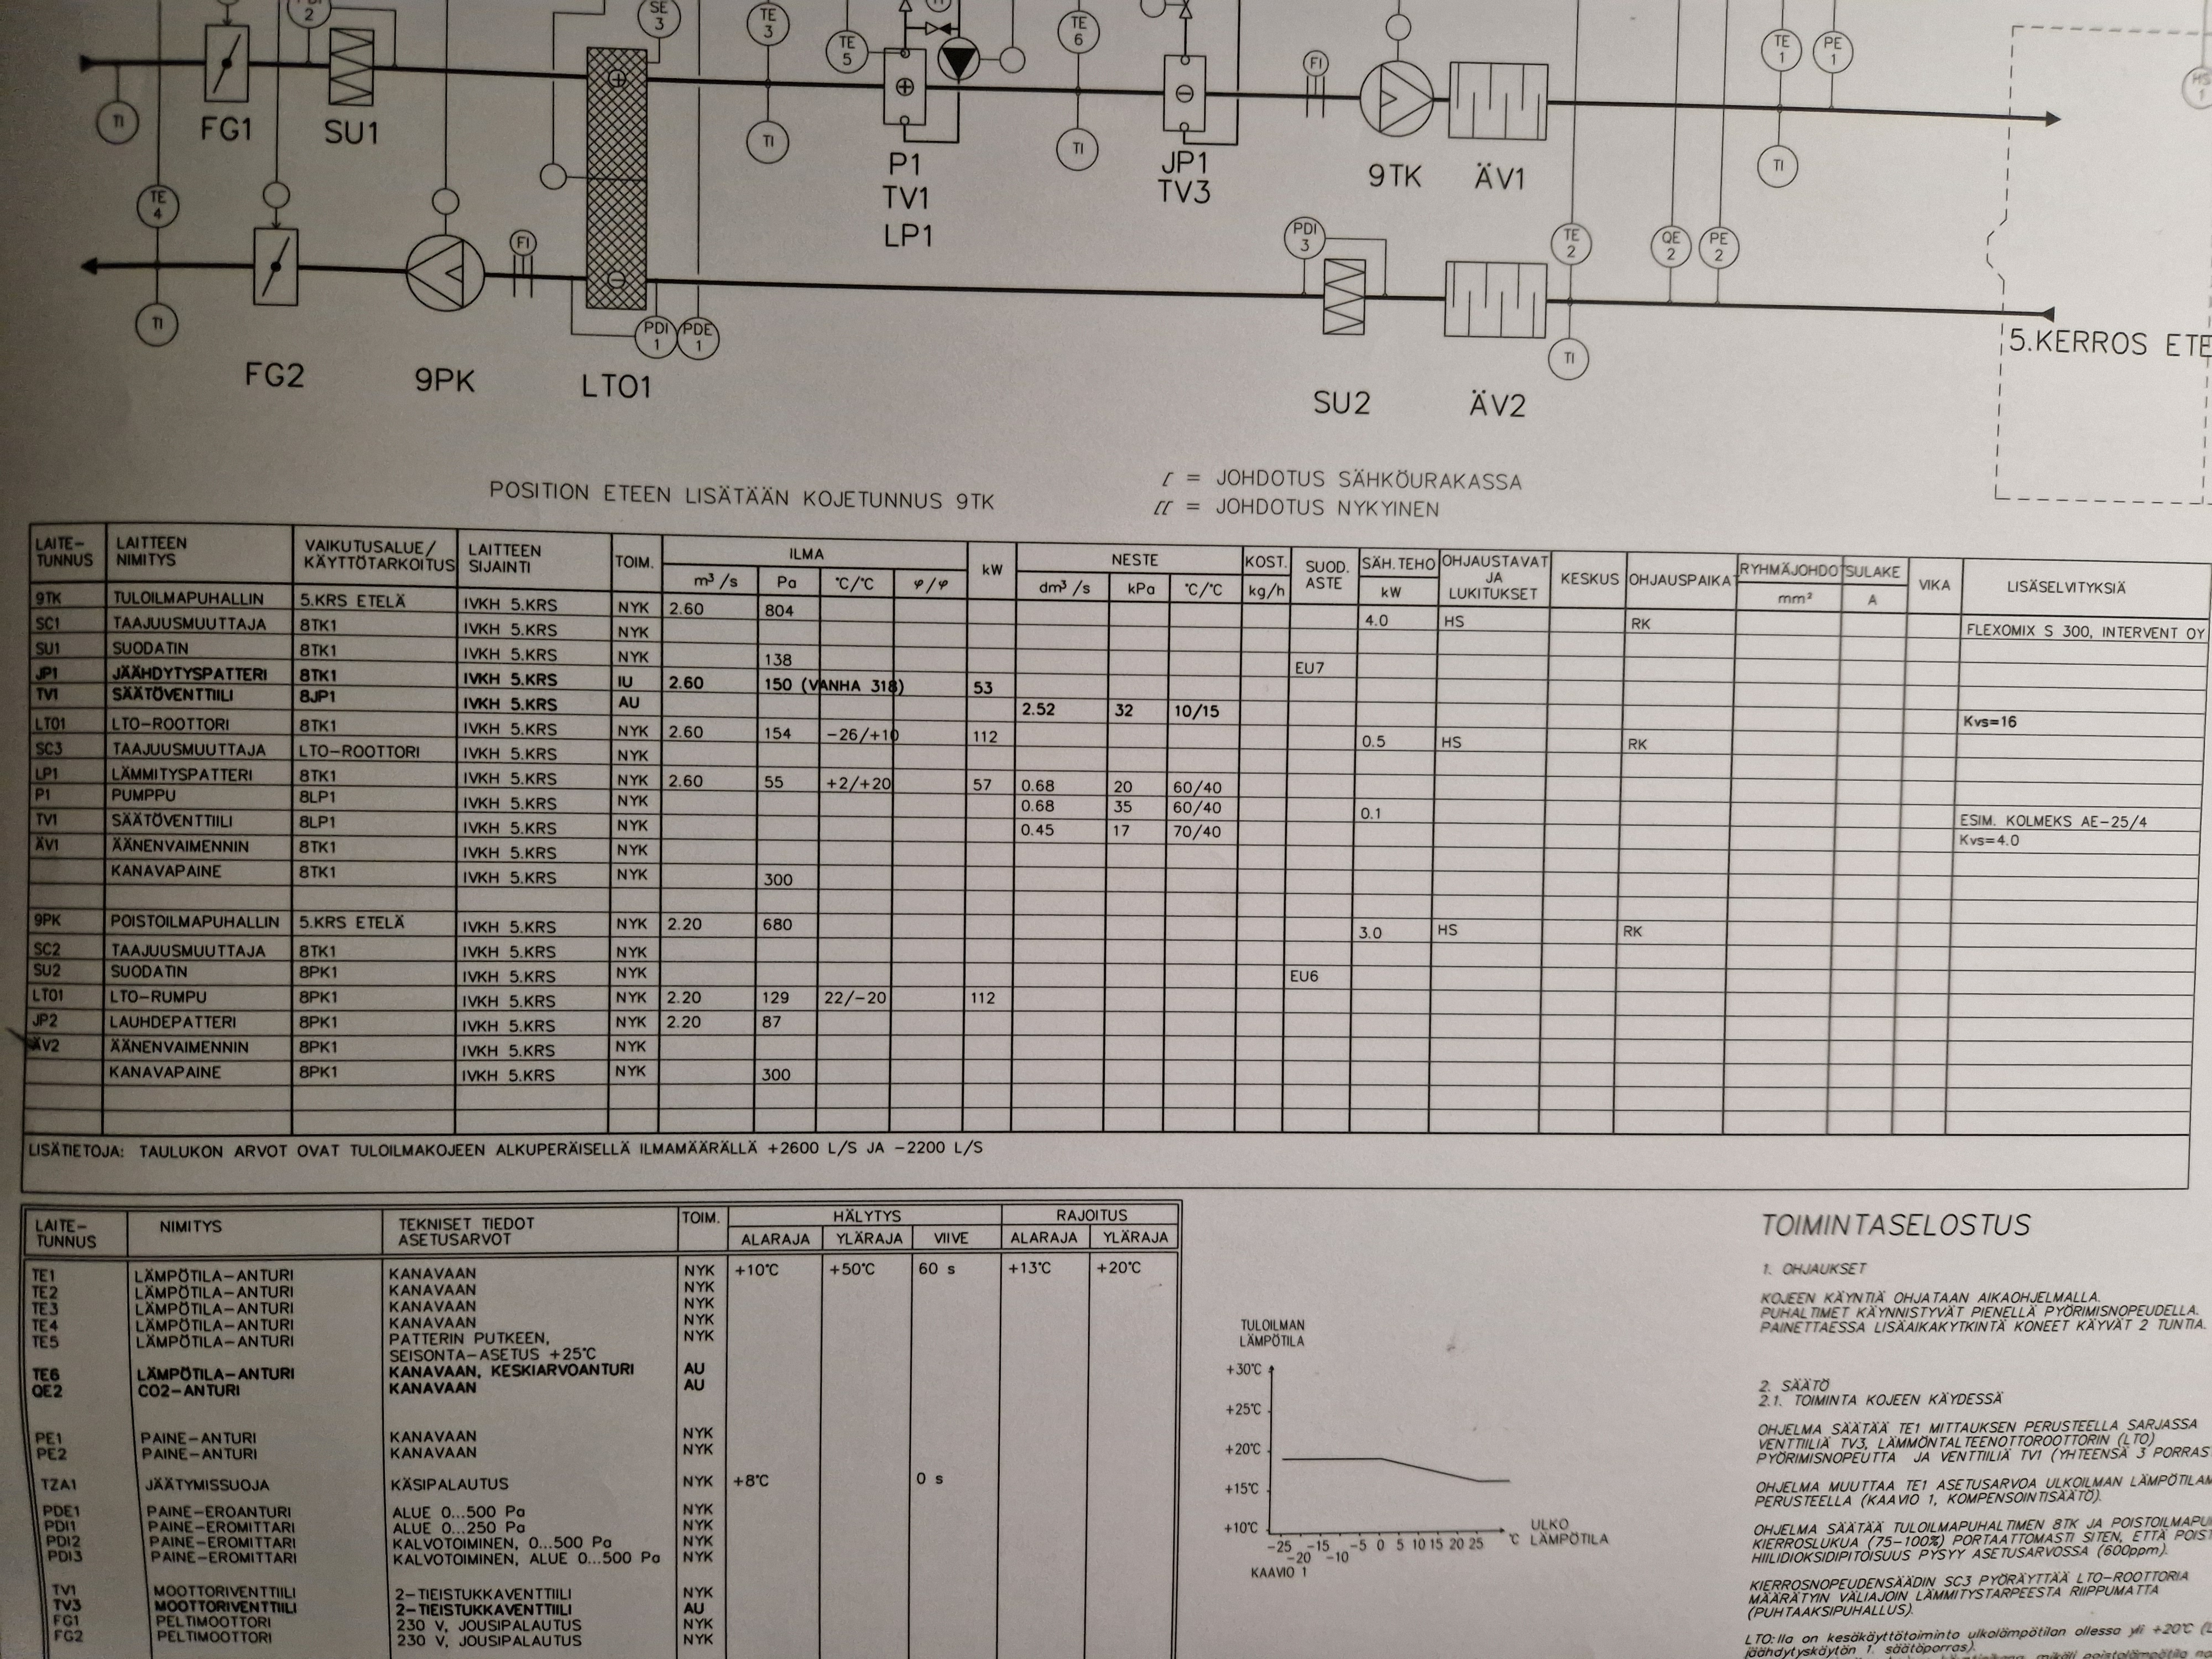 SE 3
TE 3
TE 5
TE 6
FI
TE 1
PE 1
TI
FG1
SU1
TI
TI
P1
TV1
LP1
JP1
TV3
9TK
ÄV1
TI
TE 4
FI
PDI 3
TE 2
QE 2
PE 2
TI
PDI 1
PDE 1
TI
5.KERROS
FG2
9PK
LTO1
SU2
ÄV2
POSITION ETEEN LISÄTÄÄN KOJETUNNUS 9TK
= JOHDOTUS SÄHKÖURAKASSA
= JOHDOTUS NYKYINEN
LAITE-TUNNUS LAITTEEN NIMITYS VAIKUTUSALUE/KÄYTTÖTARKOITUS LAITTEEN SIJAINTI TOIM. ILMA kW NESTE KOST. SUOD. ASTE SÄH.TEHO OHJAUSTAVAT JA LUKITUKSET KESKUS OHJAUSPAIKAT RYHMÄJOHDOT SULAKE VIKA LISÄSELVITYKSIÄ
m³/s Pa °C/°C φ/φ dm³/s kPa °C/°C kg/h kW mm² A
9TK TULOILMAPUHALLIN 5.KRS ETELÄ IVKH 5.KRS NYK 2.60 804 4.0 HS RK FLEXOMIX S 300, INTERVENT OY
SC1 TAAJUUSMUUTTAJA 8TK1 IVKH 5.KRS NYK
SU1 SUODATIN 8TK1 IVKH 5.KRS NYK 138 EU7
JP1 JÄÄHDYTYSPATTERI 8TK1 IVKH 5.KRS IU 2.60 150 (VANHA 318) 53
TV1 SÄÄTÖVENTTIILI 8JP1 IVKH 5.KRS AU 2.52 32 10/15 Kvs=16
LTO1 LTO-ROOTTORI 8TK1 IVKH 5.KRS NYK 2.60 154 -26/+10 112 0.5 HS RK
SC3 TAAJUUSMUUTTAJA LTO-ROOTTORI IVKH 5.KRS NYK
LP1 LÄMMITYSPATTERI 8TK1 IVKH 5.KRS NYK 2.60 55 +2/+20 57 0.68 20 60/40
P1 PUMPPU 8LP1 IVKH 5.KRS NYK 0.68 35 60/40 0.1 ESIM. KOLMEKS AE-25/4
TV1 SÄÄTÖVENTTIILI 8LP1 IVKH 5.KRS NYK 0.45 17 70/40 Kvs=4.0
ÄV1 ÄÄNENVAIMENNIN 8TK1 IVKH 5.KRS NYK
KANAVAPAINE 8TK1 IVKH 5.KRS NYK 300
9PK POISTOILMAPUHALLIN 5.KRS ETELÄ IVKH 5.KRS NYK 2.20 680 3.0 HS RK
SC2 TAAJUUSMUUTTAJA 8TK1 IVKH 5.KRS NYK
SU2 SUODATIN 8PK1 IVKH 5.KRS NYK EU6
LTO1 LTO-RUMPU 8PK1 IVKH 5.KRS NYK 2.20 129 22/-20 112
JP2 LAUHDEPATTERI 8PK1 IVKH 5.KRS NYK 2.20 87
ÄV2 ÄÄNENVAIMENNIN 8PK1 IVKH 5.KRS NYK
KANAVAPAINE 8PK1 IVKH 5.KRS NYK 300
LISÄTIETOJA: TAULUKON ARVOT OVAT TULOILMAKOJEEN ALKUPERÄISELLÄ ILMAMÄÄRÄLLÄ +2600 L/S JA -2200 L/S
LAITE-TUNNUS NIMITYS TEKNISET TIEDOT ASETUSARVOT TOIM. HÄLYTYS RAJOITUS
ALARAJA YLÄRAJA VIIVE ALARAJA YLÄRAJA
TE1 LÄMPÖTILA-ANTURI KANAVAAN NYK +10°C +50°C 60 s +13°C +20°C
TE2 LÄMPÖTILA-ANTURI KANAVAAN NYK
TE3 LÄMPÖTILA-ANTURI KANAVAAN NYK
TE4 LÄMPÖTILA-ANTURI KANAVAAN NYK
TE5 LÄMPÖTILA-ANTURI PATTERIN PUTKEEN, NYK
SEISONTA-ASETUS +25°C
TE6 LÄMPÖTILA-ANTURI KANAVAAN, KESKIARVOANTURI AU
QE2 CO2-ANTURI KANAVAAN AU
PE1 PAINE-ANTURI KANAVAAN NYK
PE2 PAINE-ANTURI KANAVAAN NYK
TZA1 JÄÄTYMISSUOJA KÄSIPALAUTUS NYK +8°C 0 s
PDE1 PAINE-EROANTURI ALUE 0...500 Pa NYK
PDI1 PAINE-EROMITTARI ALUE 0...250 Pa NYK
PDI2 PAINE-EROMITTARI KALVOTOIMINEN, 0...500 Pa NYK
PDI3 PAINE-EROMITTARI KALVOTOIMINEN, ALUE 0...500 Pa NYK
TV1 MOOTTORIVENTTIILI 2-TIEISTUKKAVENTTIILI NYK
TV3 MOOTTORIVENTTIILI 2-TIEISTUKKAVENTTIILI AU
FG1 PELTIMOOTTORI 230 V, JOUSIPALAUTUS NYK
FG2 PELTIMOOTTORI 230 V, JOUSIPALAUTUS NYK
TULOILMAN
LÄMPÖTILA
+30°C
+25°C
+20°C
+15°C
+10°C
-25 -20 -15 -10 -5 0 5 10 15 20 25 °C
ULKO
LÄMPÖTILA
KAAVIO 1
TOIMINTASELOSTUS
1. OHJAUKSET
KOJEEN KÄYNTIÄ OHJATAAN AIKAOHJELMALLA.
PUHALTIMET KÄYNNISTYVÄT PIENELLÄ PYÖRIMISNOPEUDELLA.
PAINETTAESSA LISÄAIKAKYTKINTÄ KONEET KÄYVÄT 2 TUNTIA.
2. SÄÄTÖ
2.1. TOIMINTA KOJEEN KÄYDESSÄ
OHJELMA SÄÄTÄÄ TE1 MITTAUKSEN PERUSTEELLA SARJASSA
VENTTIILIÄ TV3, LÄMMÖNTALTEENOTTOROOTTORIN (LTO)
PYÖRIMISNOPEUTTA JA VENTTIILIÄ TV1 (YHTEENSÄ 3 PORRAS
OHJELMA MUUTTAA TE1 ASETUSARVOA ULKOILMAN LÄMPÖTILAN
PERUSTEELLA (KAAVIO 1, KOMPENSOINTISÄÄTÖ).
OHJELMA SÄÄTÄÄ TULOILMAPUHALTIMEN 8TK JA POISTOILMAPU
KIERROSLUKUA (75-100%) PORTAATTOMASTI SITEN, ETTÄ POIS
HIILIDIOKSIDIPITOISUUS PYSYY ASETUSARVOSSA (600ppm).
KIERROSNOPEUDENSÄÄDIN SC3 PYÖRÄYTTÄÄ LTO-ROOTTORIA
MÄÄRÄTYIN VÄLIAJOIN LÄMMITYSTARPEESTA RIIPPUMATTA
(PUHTAAKSIPUHALLUS).
LTO:lla on kesäkäyttötoiminto ulkolämpötilan ollessa yli +20°C
jäähdytyskäytön 1. säätöporras).